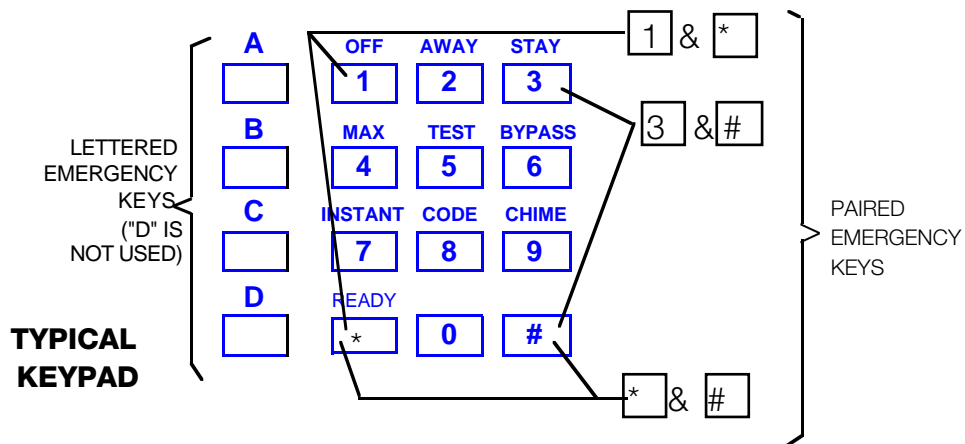 A OFF AWAY STAY 1 & *
1 2 3
B MAX TEST BYPASS 3 & #
4 5 6
LETTERED
EMERGENCY
KEYS
("D" IS
NOT USED)
C INSTANT CODE CHIME
7 8 9
PAIRED
EMERGENCY
KEYS
D READY
* 0 #
TYPICAL
KEYPAD
* & #